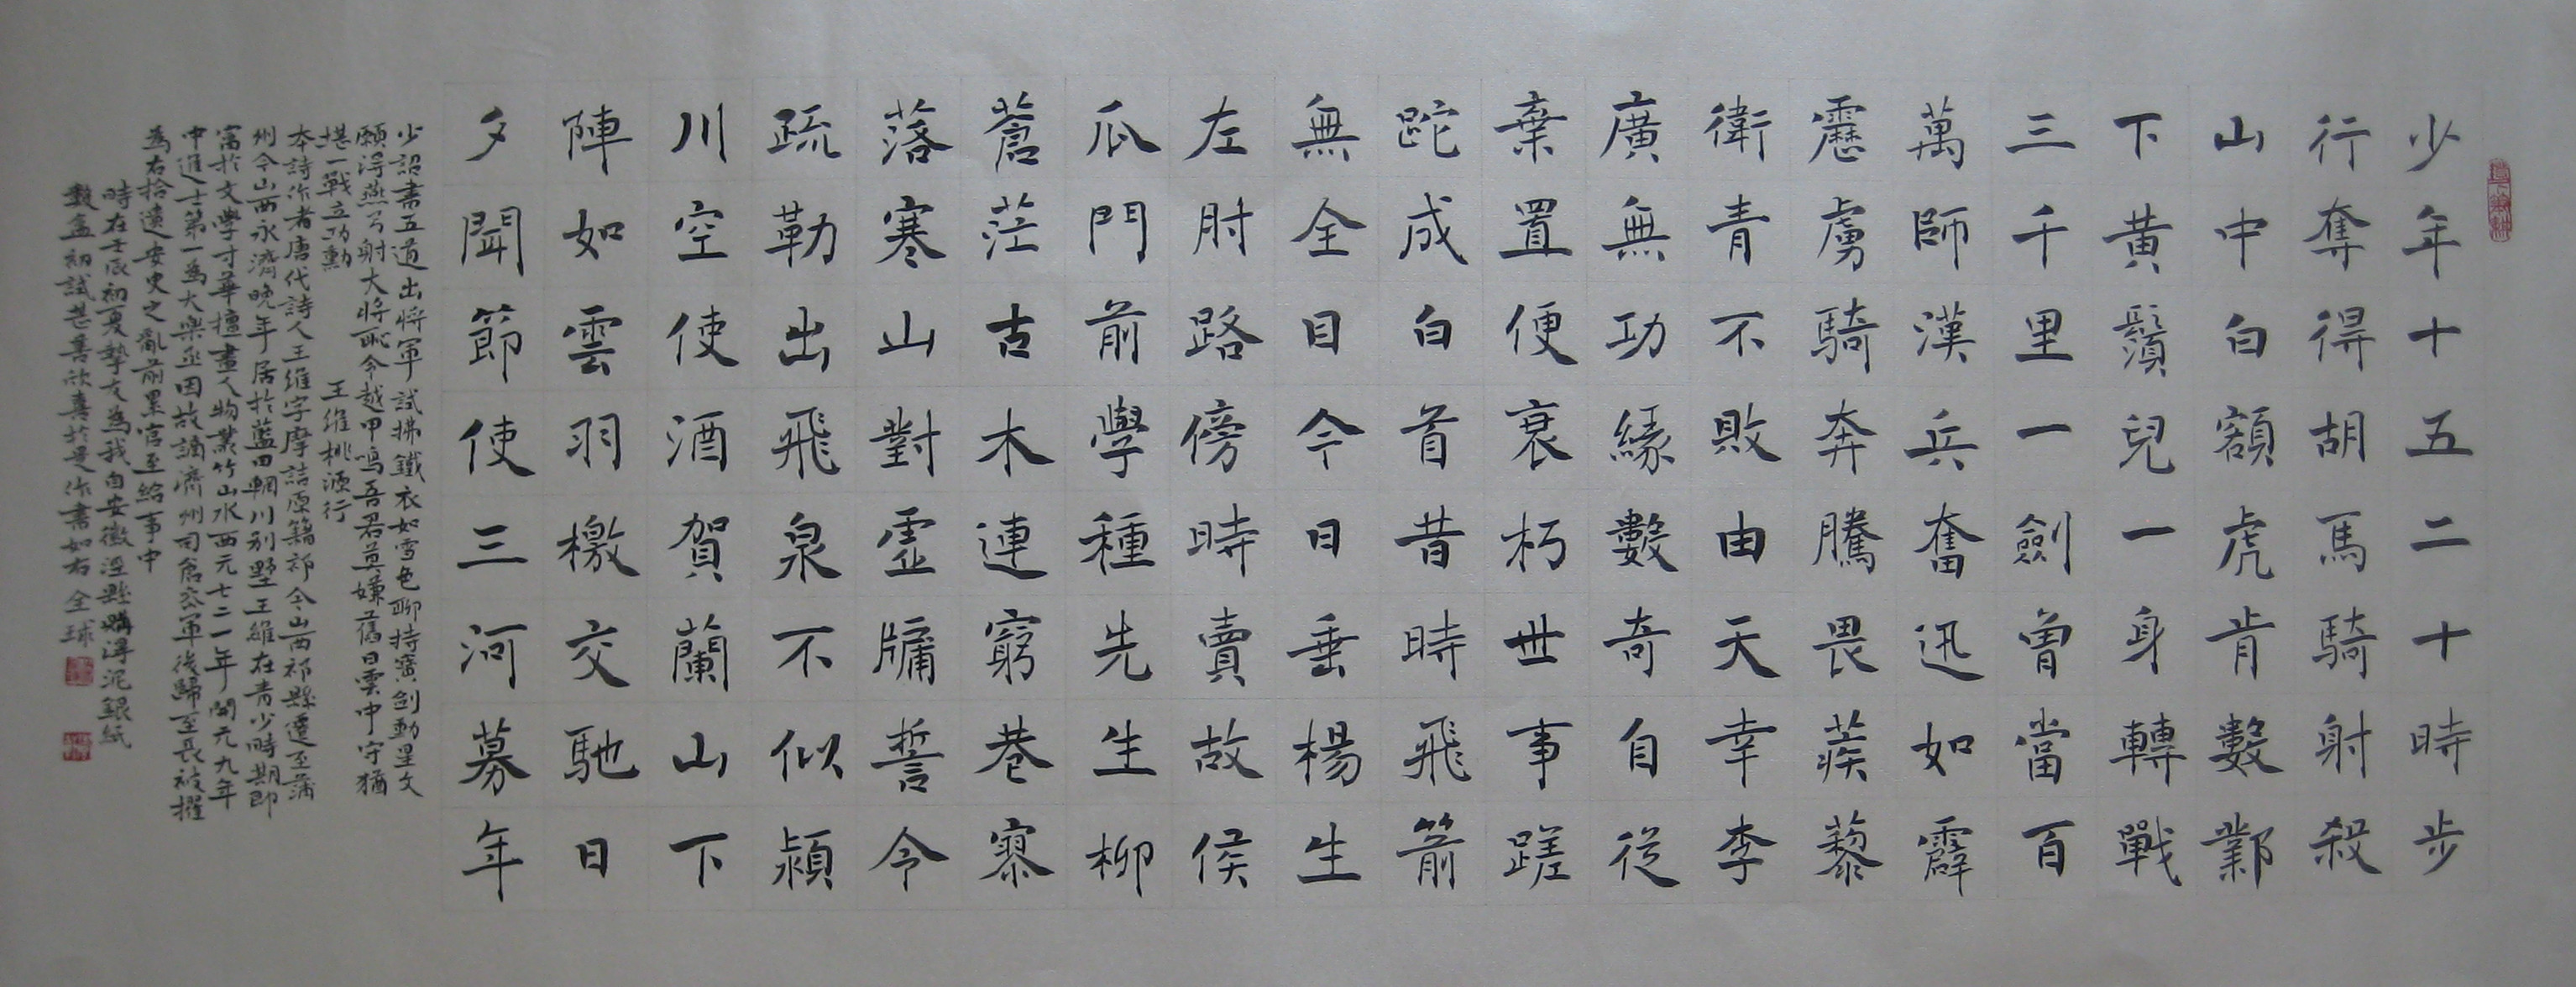 少年十五二十時步
行奪得胡馬騎射殺
山中白額虎肯數鄴
下黃鬚兒一身轉戰
三千里一劍曾當百
萬師漢兵奮迅如霹
靂虜騎奔騰畏蒺藜
衛青不敗由天幸李
廣無功緣數奇自從
棄置便衰朽世事蹉
跎成白首昔時飛箭
無全目今日垂楊生
左肘路傍時賣故侯
瓜門前學種先生柳
蒼茫古木連窮巷寥
落寒山對虛牖誓令
疏勒出飛泉不似潁
川空使酒賀蘭山下
陣如雲羽檄交馳日
夕聞節使三河募年
少詔書五道出將軍試拂鐵衣如雪色聊持寶劍動星文
願得燕弓射大將恥令越甲鳴吾君莫嫌舊日雲中守猶
堪一戰立功勳 王維桃源行
本詩作者唐代詩人王維字摩詰原籍祁今山西祁縣遷至蒲
州今山西永濟晚年居於藍田輞川別墅王維在青少時期即
富於文學才華擅畫人物叢竹山水西元七二一年開元九年
中進士第一為大樂丞因故謫濟州司倉參軍後歸至長被擢
為右拾遺安史之亂前累官至給事中
時在壬辰初夏摯友為我自安徽涇縣購得泥銀紙
數盒初試甚善欣喜於是作書如右 全球